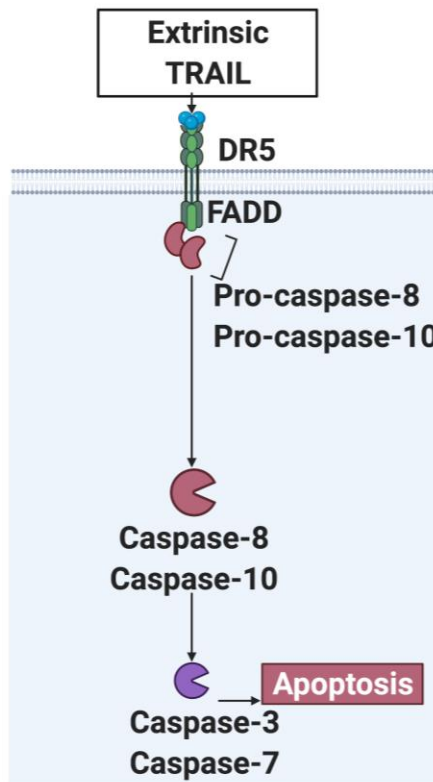 Extrinsic
TRAIL
DR5
FADD
Pro-caspase-8
Pro-caspase-10
Caspase-8
Caspase-10
Apoptosis
Caspase-3
Caspase-7